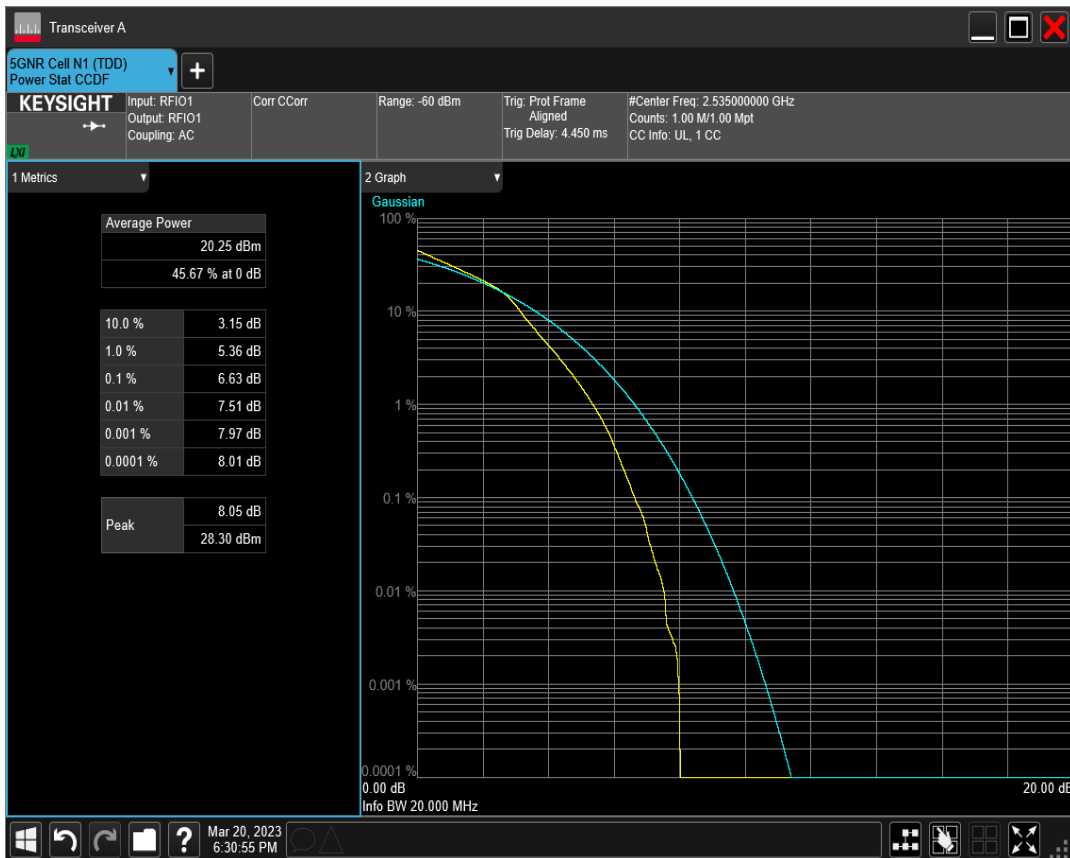 Transceiver A
5GNR Cell N1 (TDD)
Power Stat CCDF
KEYSIGHT
LXI
Input: RFIO1
Output: RFIO1
Coupling: AC
Corr CCorr
Range: -60 dBm
Trig: Prot Frame
Aligned
Trig Delay: 4.450 ms
#Center Freq: 2.535000000 GHz
Counts: 1.00 M/1.00 Mpt
CC Info: UL, 1 CC
1 Metrics
Average Power
20.25 dBm
45.67 % at 0 dB
10.0 % 3.15 dB
1.0 % 5.36 dB
0.1 % 6.63 dB
0.01 % 7.51 dB
0.001 % 7.97 dB
0.0001 % 8.01 dB
Peak 8.05 dB
28.30 dBm
2 Graph
Gaussian
100 %
10 %
1 %
0.1 %
0.01 %
0.001 %
0.0001 %
0.00 dB 20.00 dB
Info BW 20.000 MHz
? Mar 20, 2023
6:30:55 PM